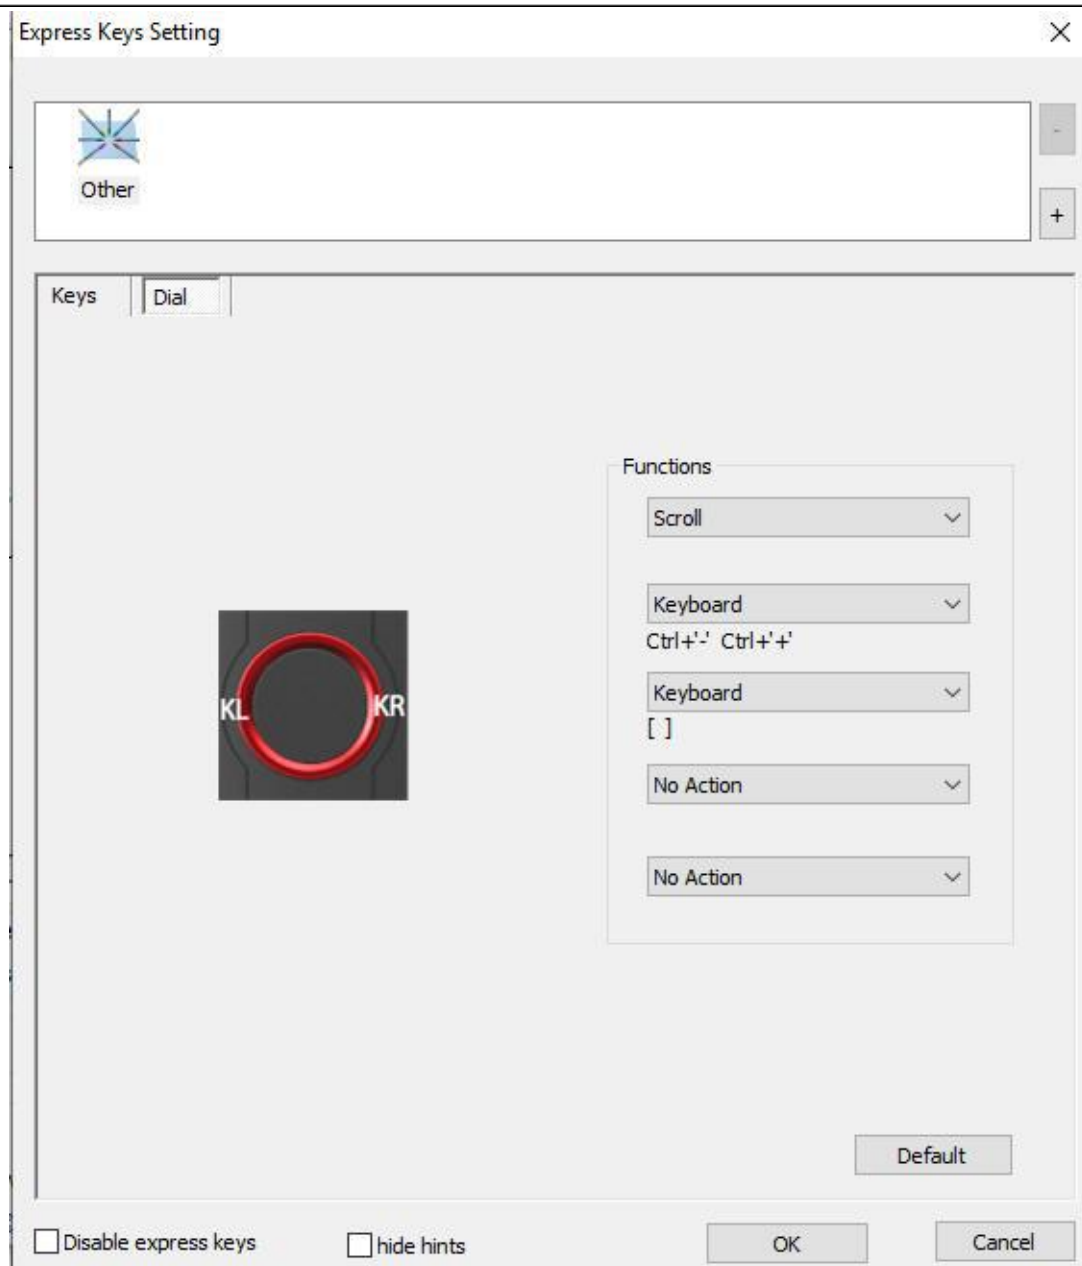 Express Keys Setting
-
Other
+
Keys Dial
Functions
Scroll
Keyboard
Ctrl+'-' Ctrl+'+'
Keyboard
[ ]
KL KR
No Action
No Action
Default
Disable express keys hide hints OK Cancel